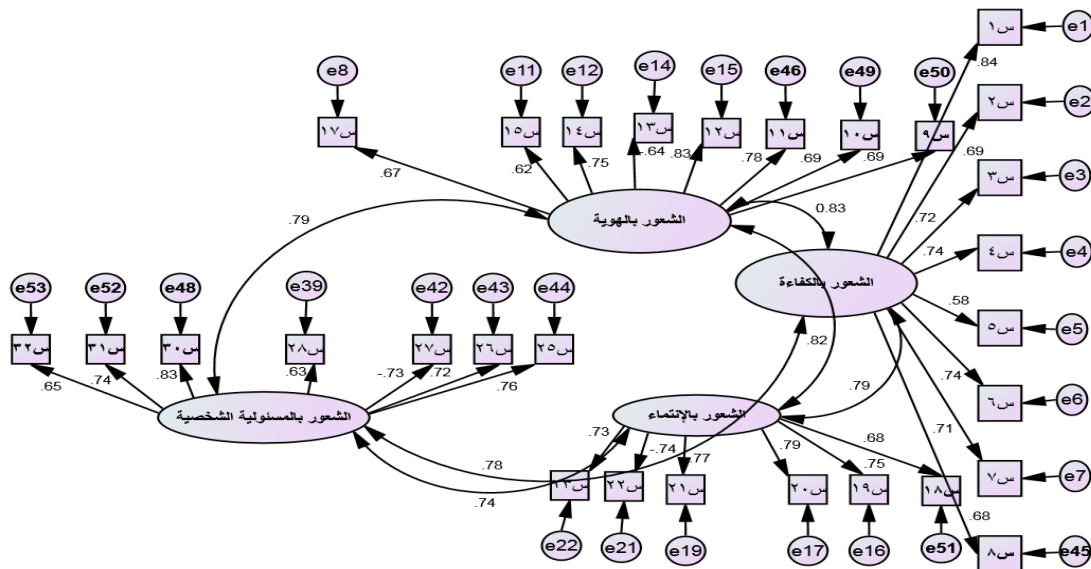 e1
س١
.84
e14
e8
e11
e12
e15
e46
e49
e50
س١٧
س١٥
س١٤
س١٣
س١٢
س١١
س١٠
س٩
e2
س٢
.67
.62
.75
-.64
.83
.78
.69
.69
.69
e3
س٣
الشعور بالهوية
0.83
.72
.79
e4
س٤
.74
الشعور بالكفاءة
e53
e52
e48
e39
e42
e43
e44
.58
e5
س٥
س٣٢
س٣١
س٣٠
س٢٨
س٢٧
س٢٦
س٢٥
.82
.65
.74
.83
.63
-.73
.72
.76
.79
.74
e6
س٦
الشعور بالمسئولية الشخصية
الشعور بالإنتماء
.73
-.74
.77
.79
.75
.68
.71
.78
.74
س٢٣
س٢٢
س٢١
س٢٠
س١٩
س١٨
e7
س٧
e22
e21
e19
e17
e16
e51
.68
e45
س٨